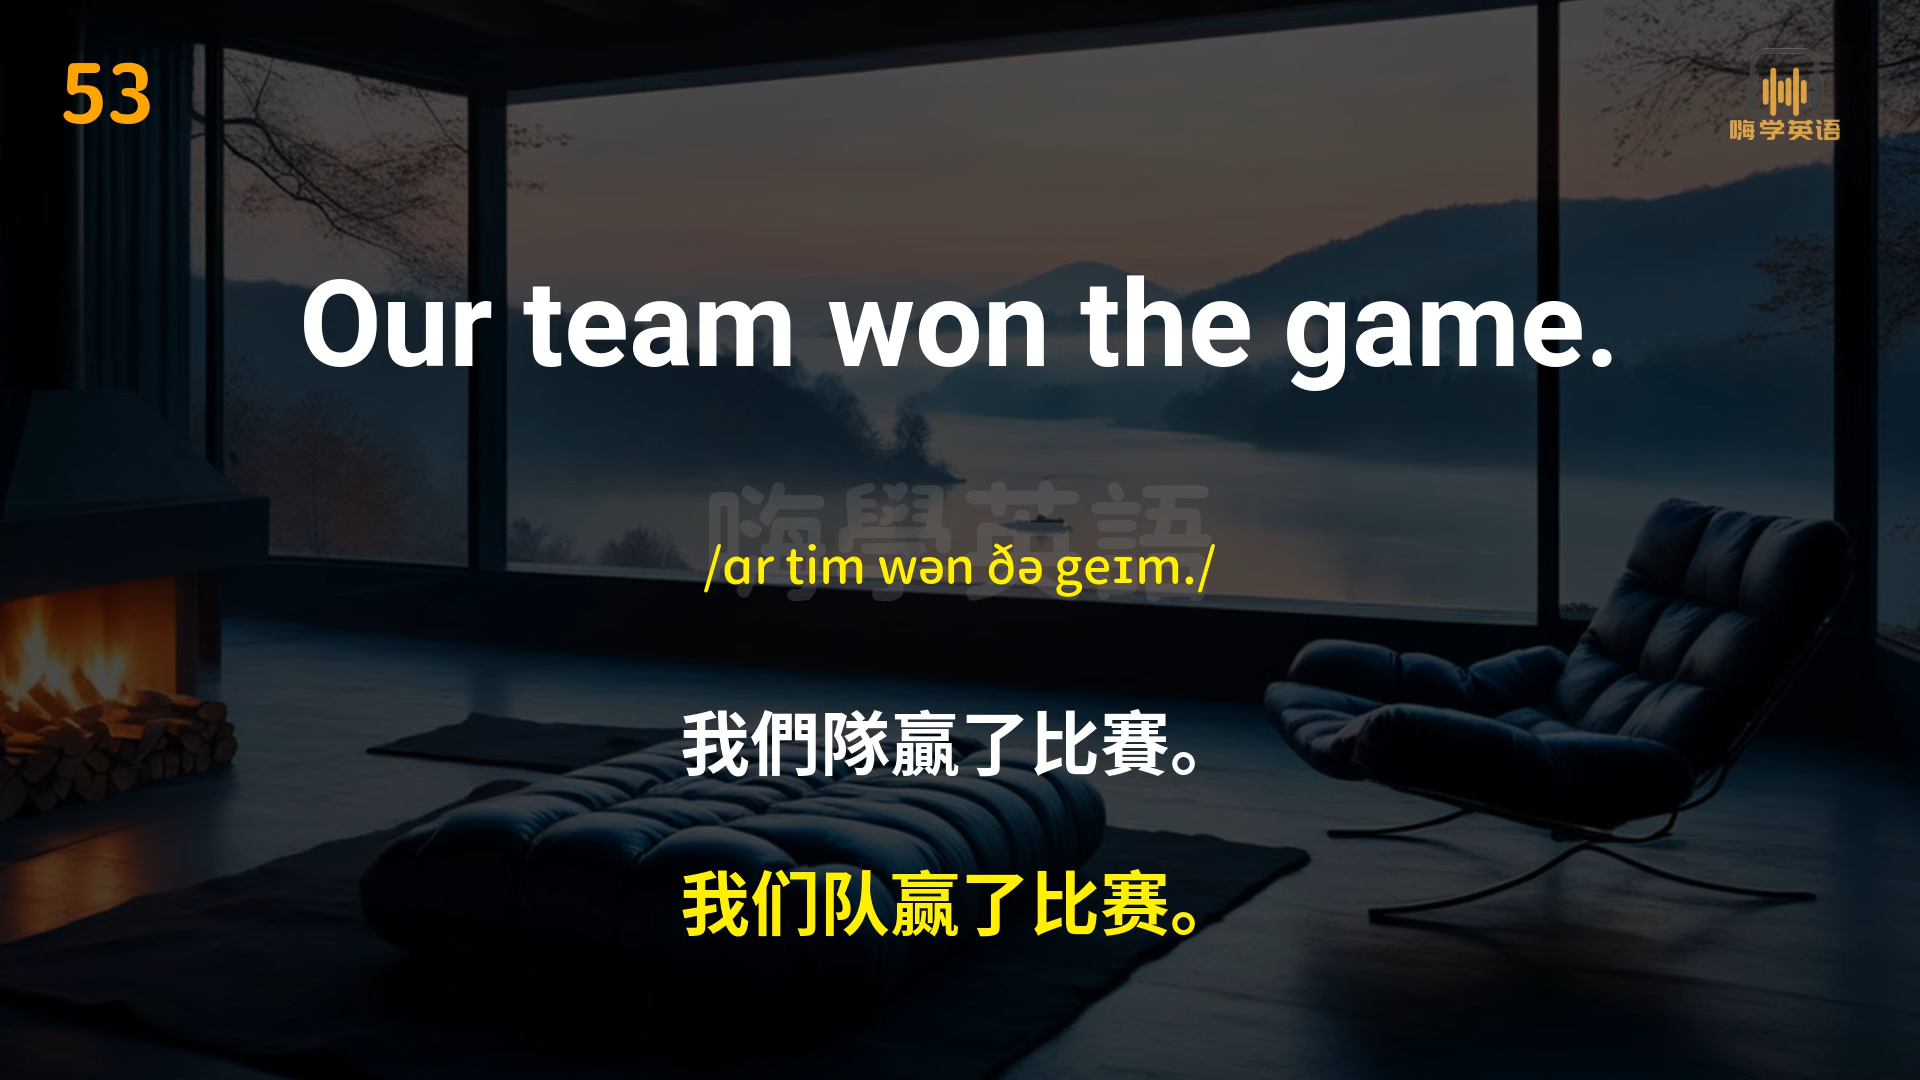 53
嗨学英语
Our team won the game.
嗨學英語
/ɑr tim wən ðə geɪm./
我們隊贏了比賽。
我们队赢了比赛。